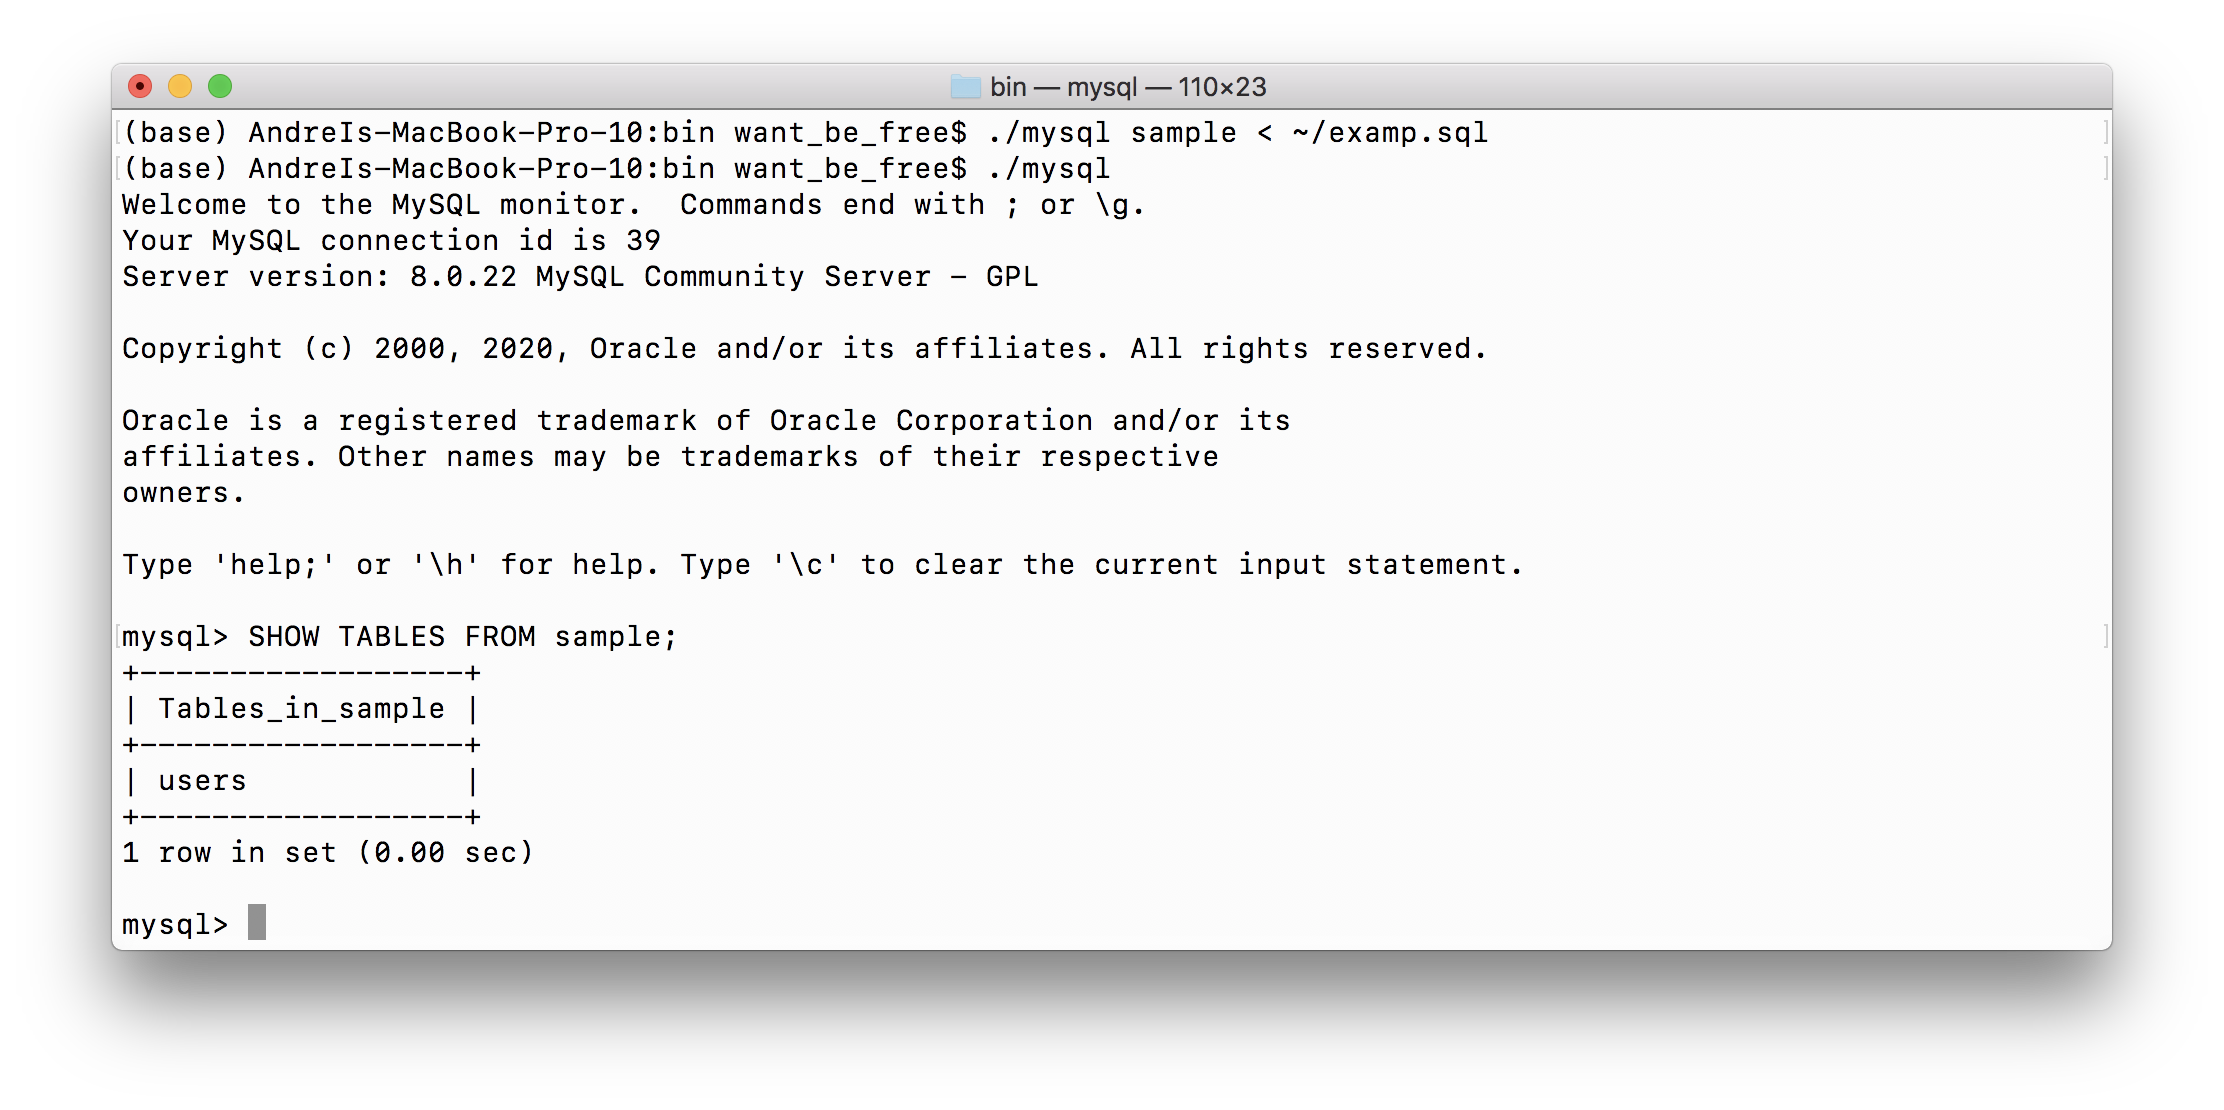 bin — mysql — 110×23
(base) AndreIs-MacBook-Pro-10:bin want_be_free$ ./mysql sample < ~/examp.sql
(base) AndreIs-MacBook-Pro-10:bin want_be_free$ ./mysql
Welcome to the MySQL monitor.  Commands end with ; or \g.
Your MySQL connection id is 39
Server version: 8.0.22 MySQL Community Server - GPL
Copyright (c) 2000, 2020, Oracle and/or its affiliates. All rights reserved.
Oracle is a registered trademark of Oracle Corporation and/or its
affiliates. Other names may be trademarks of their respective
owners.
Type 'help;' or '\h' for help. Type '\c' to clear the current input statement.
mysql> SHOW TABLES FROM sample;
+------------------+
| Tables_in_sample |
+------------------+
| users            |
+------------------+
1 row in set (0.00 sec)
mysql>